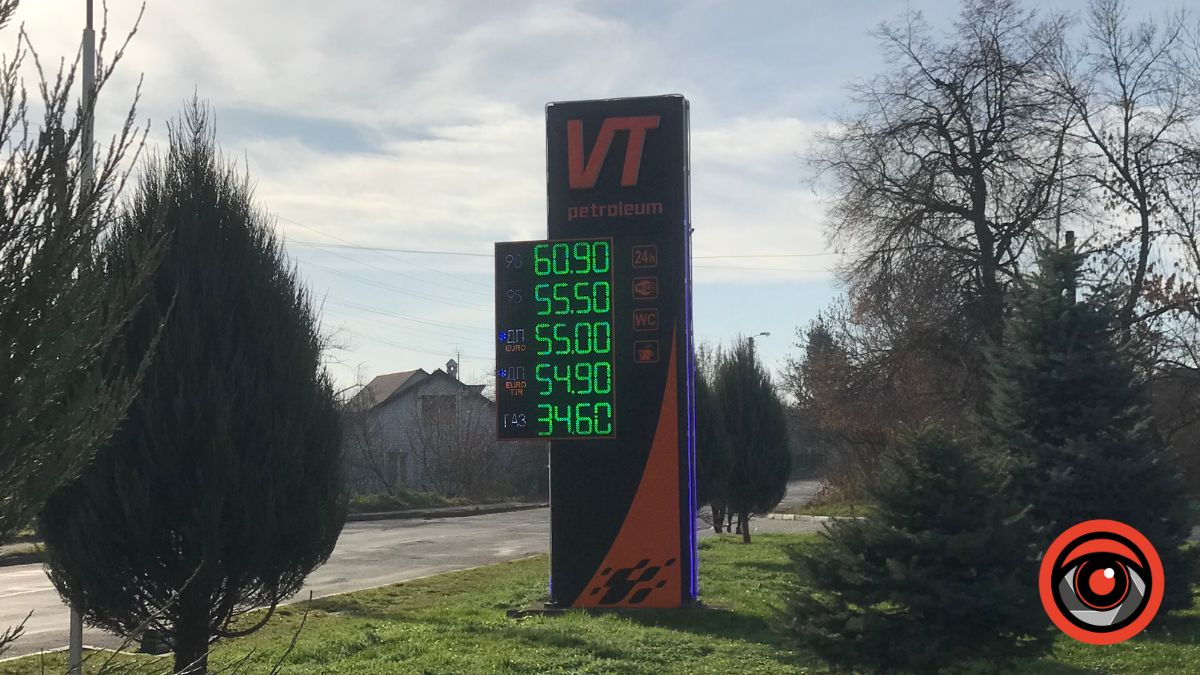 VT
petroleum
95 60.90
95 55.50
ДП EURO 55.00
ДП EURO TIR 54.90
ГАЗ 34.60
24h
WC